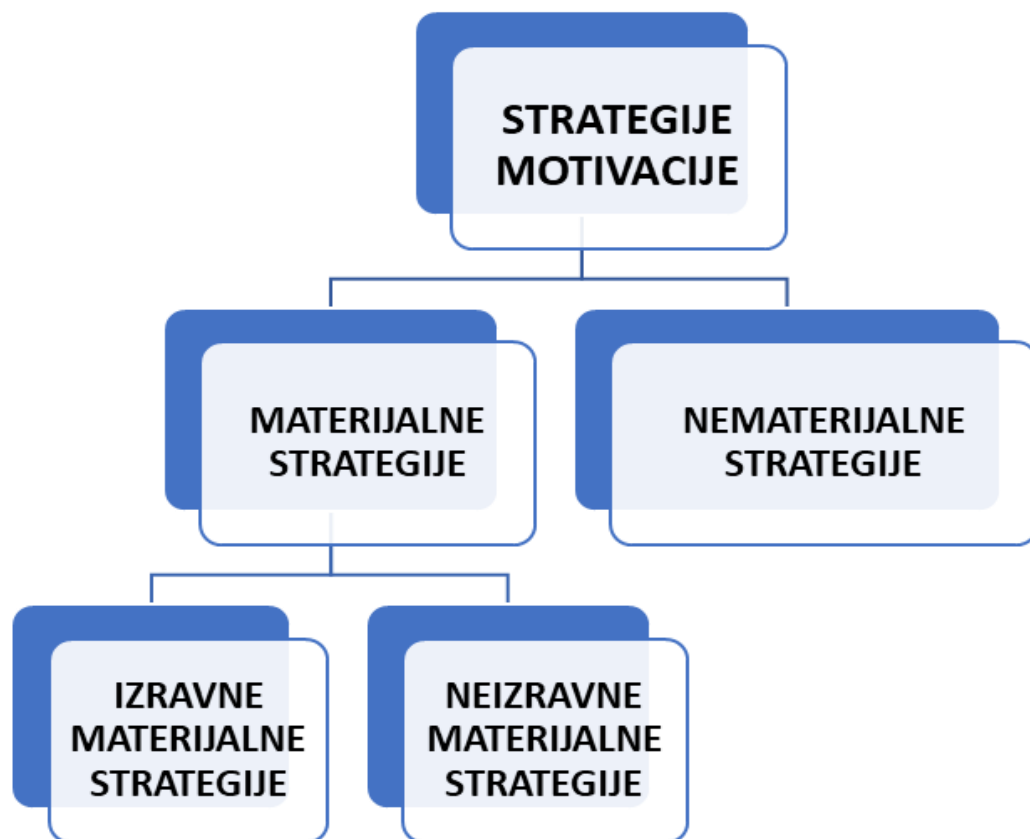 STRATEGIJE
MOTIVACIJE
MATERIJALNE
STRATEGIJE
NEMATERIJALNE
STRATEGIJE
IZRAVNE
MATERIJALNE
STRATEGIJE
NEIZRAVNE
MATERIJALNE
STRATEGIJE